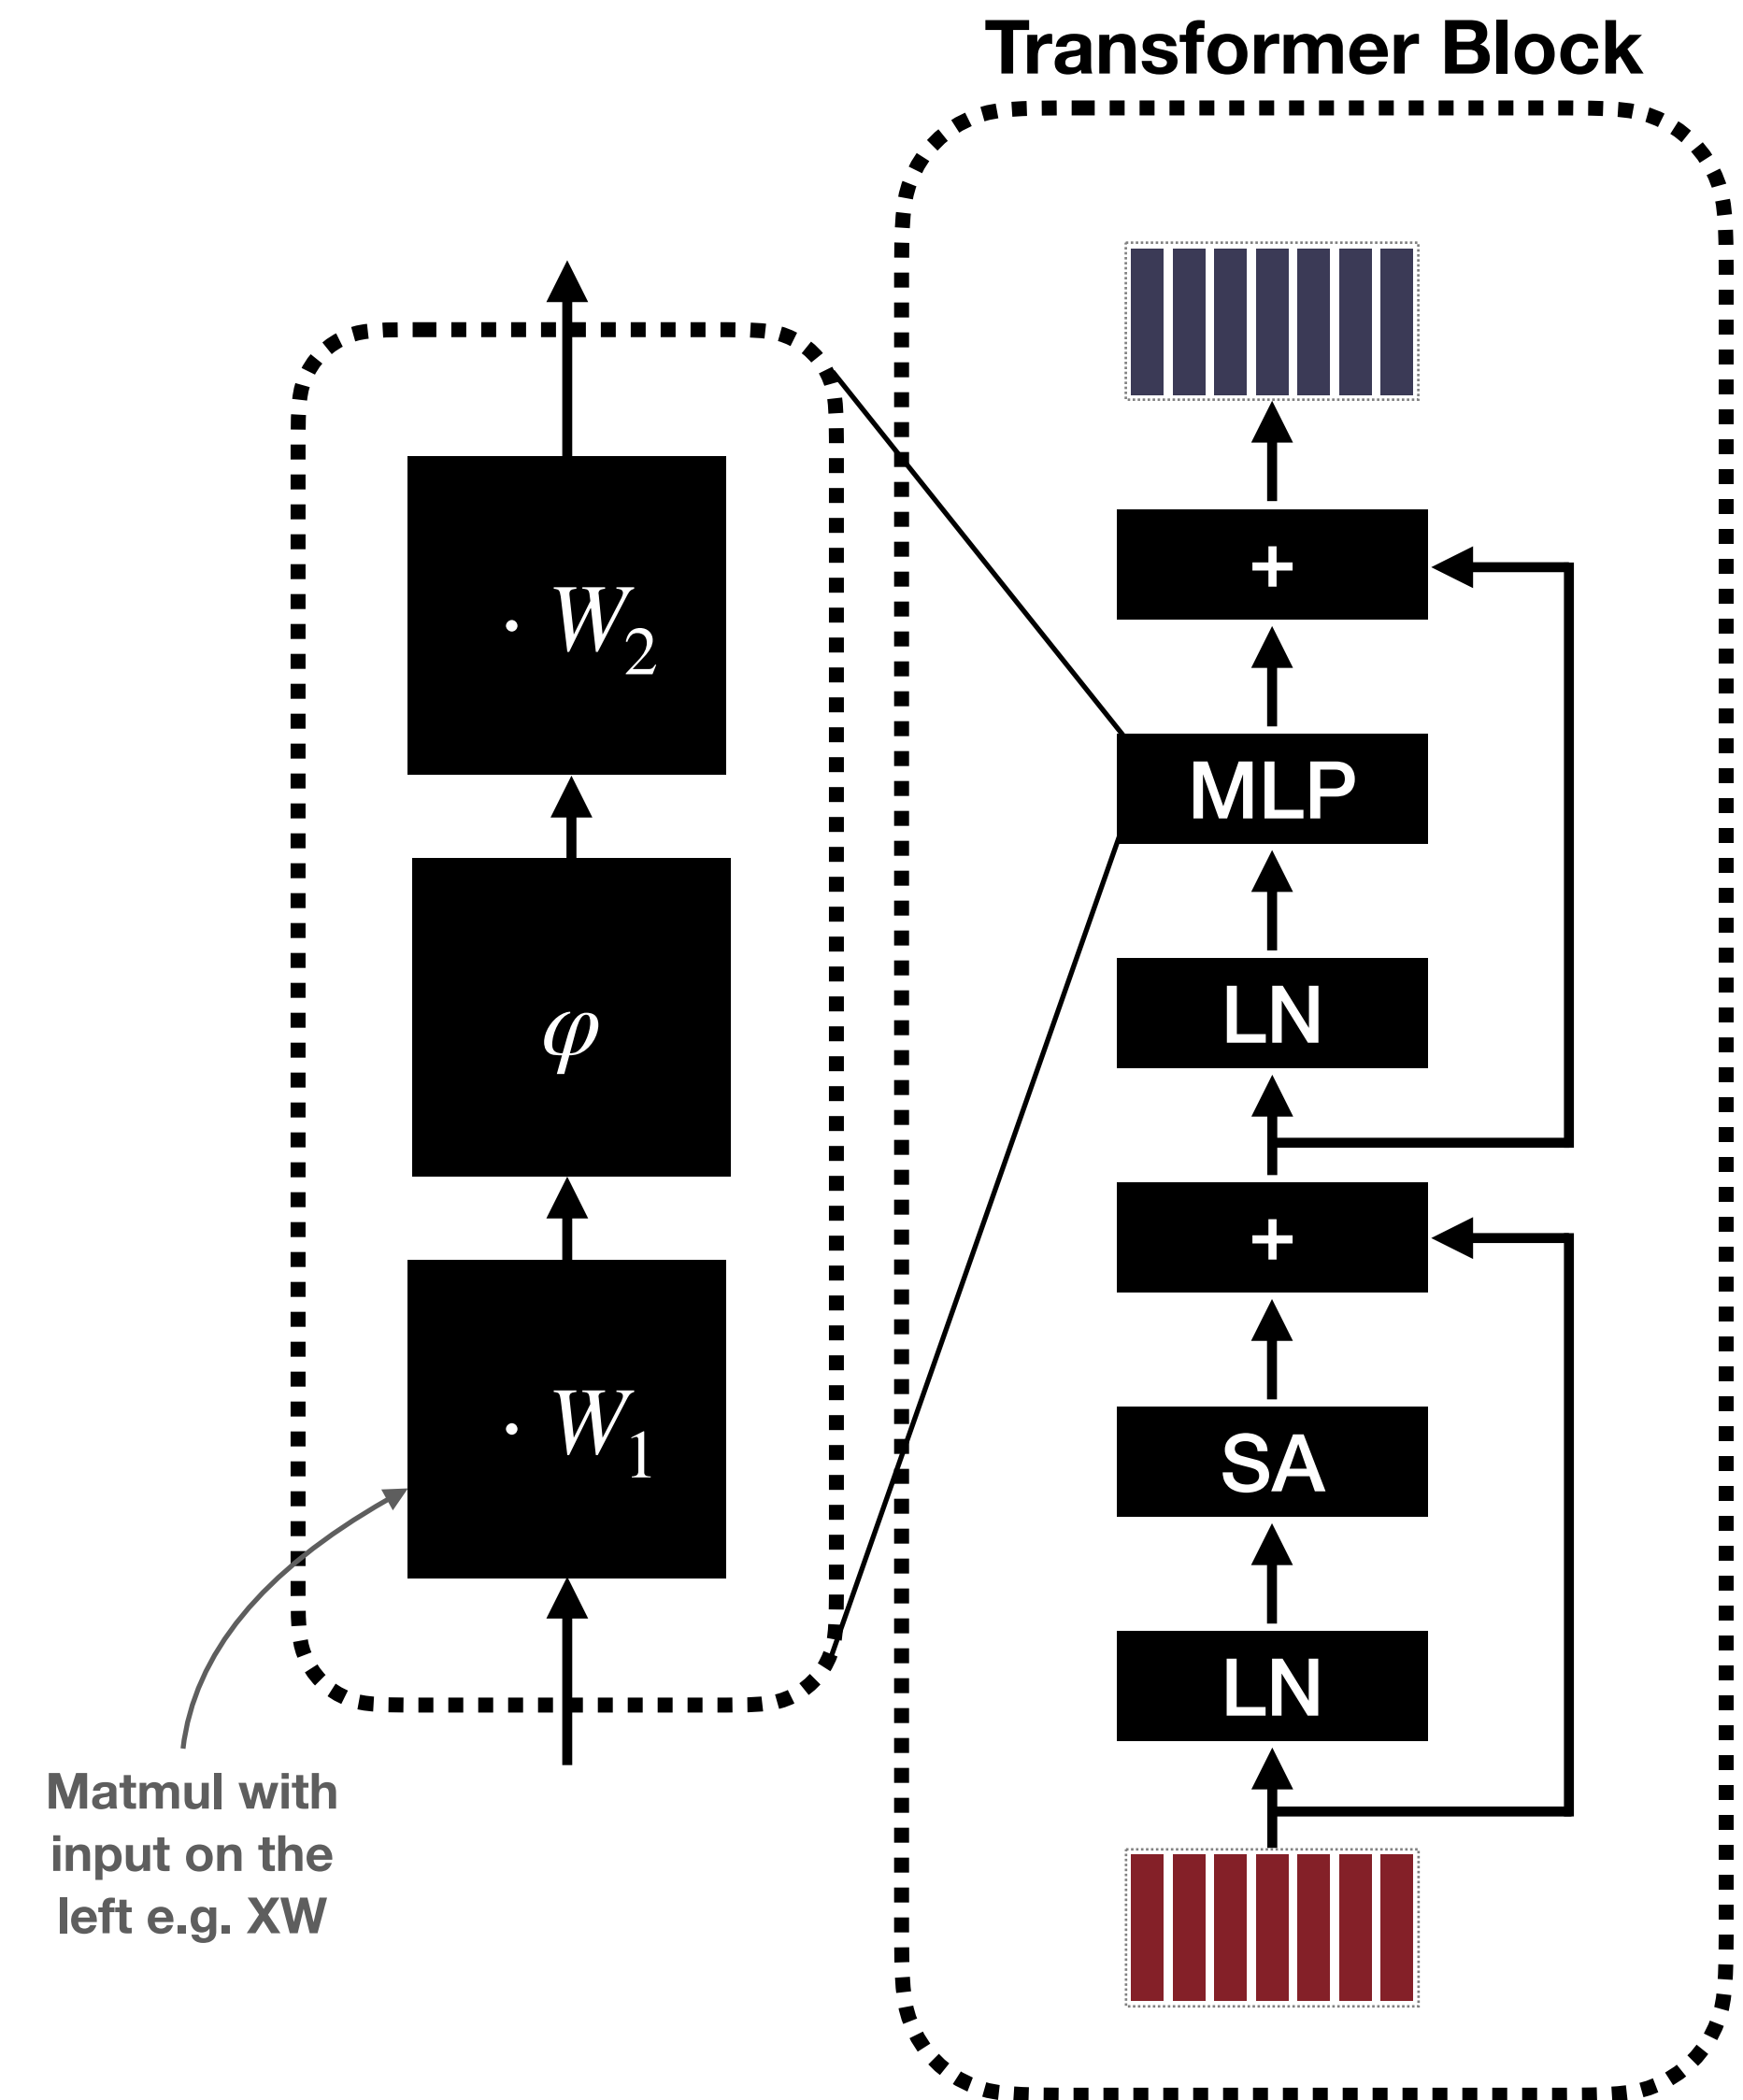 Transformer Block
+
MLP
LN
+
SA
LN
· W₂
φ
· W₁
Matmul with
input on the
left e.g. XW